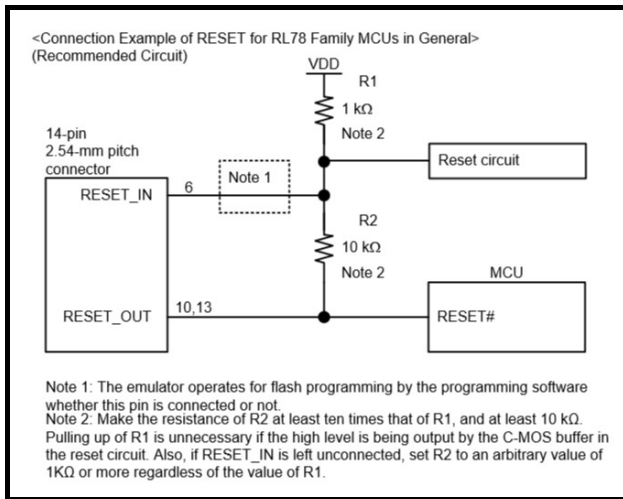 <Connection Example of RESET for RL78 Family MCUs in General>
(Recommended Circuit)
VDD
R1
1 kΩ
Note 2
14-pin
2.54-mm pitch
connector
Reset circuit
Note 1
RESET_IN
6
R2
10 kΩ
Note 2
MCU
RESET_OUT
10,13
RESET#
Note 1: The emulator operates for flash programming by the programming software
whether this pin is connected or not.
Note 2: Make the resistance of R2 at least ten times that of R1, and at least 10 kΩ.
Pulling up of R1 is unnecessary if the high level is being output by the C-MOS buffer in
the reset circuit. Also, if RESET_IN is left unconnected, set R2 to an arbitrary value of
1KΩ or more regardless of the value of R1.